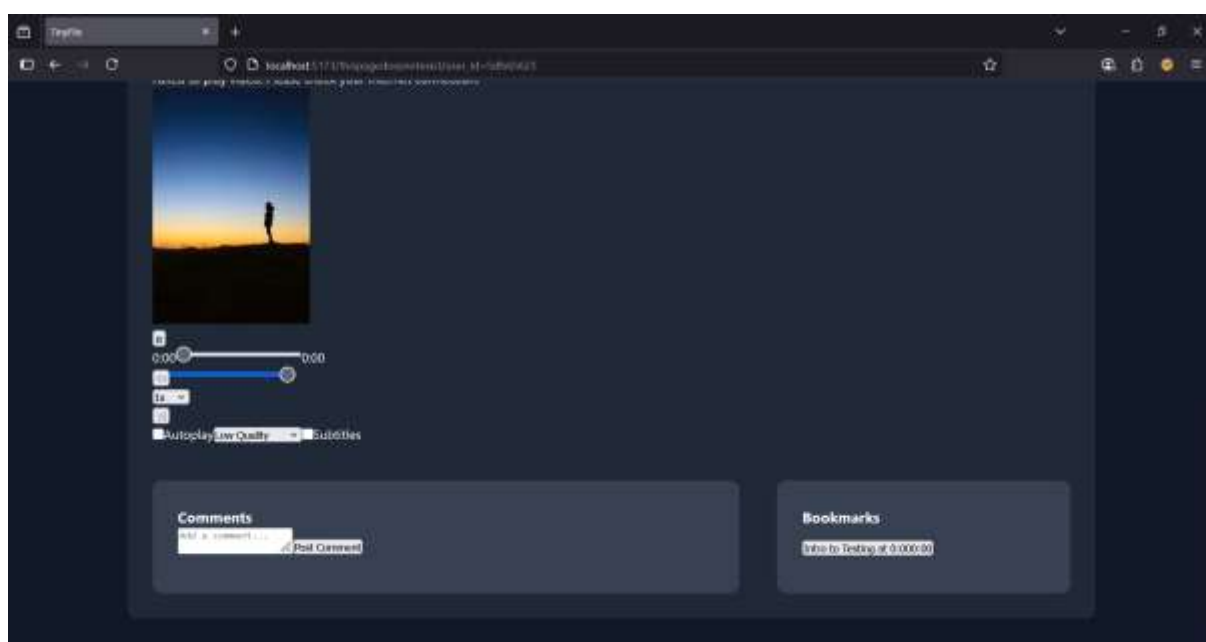 localhost
0:00 0:00
1x
Autoplay Low Quality Subtitles
Comments
Add a comment...
Post Comment
Bookmarks
Intro to Testing at 0:000:00